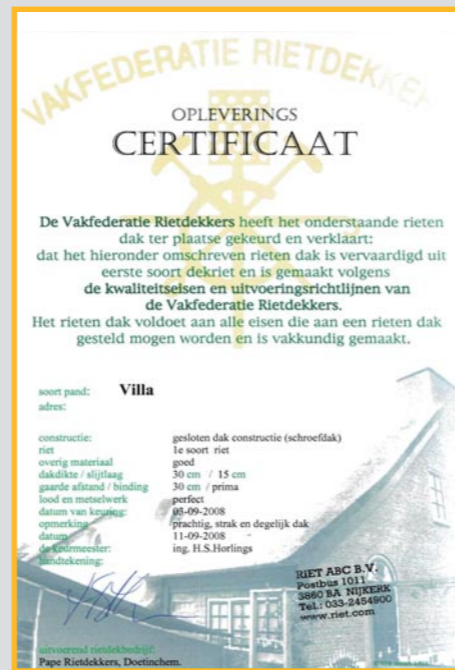 VAKFEDERATIE RIETDEKKERS
OPLEVERINGS
CERTIFICAAT
De Vakfederatie Rietdekkers heeft het onderstaande rieten
dak ter plaatse gekeurd en verklaart:
dat het hieronder omschreven rieten dak is vervaardigd uit
eerste soort dekriet en is gemaakt volgens
de kwaliteitseisen en uitvoeringsrichtlijnen van
de Vakfederatie Rietdekkers.
Het rieten dak voldoet aan alle eisen die aan een rieten dak
gesteld mogen worden en is vakkundig gemaakt.
soort pand: Villa
adres:
constructie: gesloten dak constructie (schroefdak)
riet 1e soort riet
overig materiaal goed
dakdikte / slijtlaag 30 cm / 15 cm
gaarde afstand / binding 30 cm / prima
lood en metselwerk perfect
datum van keuring: 03-09-2008
opmerking prachtig, strak en degelijk dak
datum 11-09-2008
de keurmeester: ing. H.S.Horlings
handtekening:
RIET ABC B.V.
Postbus 1011
3860 BA NIJKERK
Tel.: 033-2454900
www.riet.com
uitvoerend rietdekbedrijf:
Pape Rietdekkers, Doetinchem.